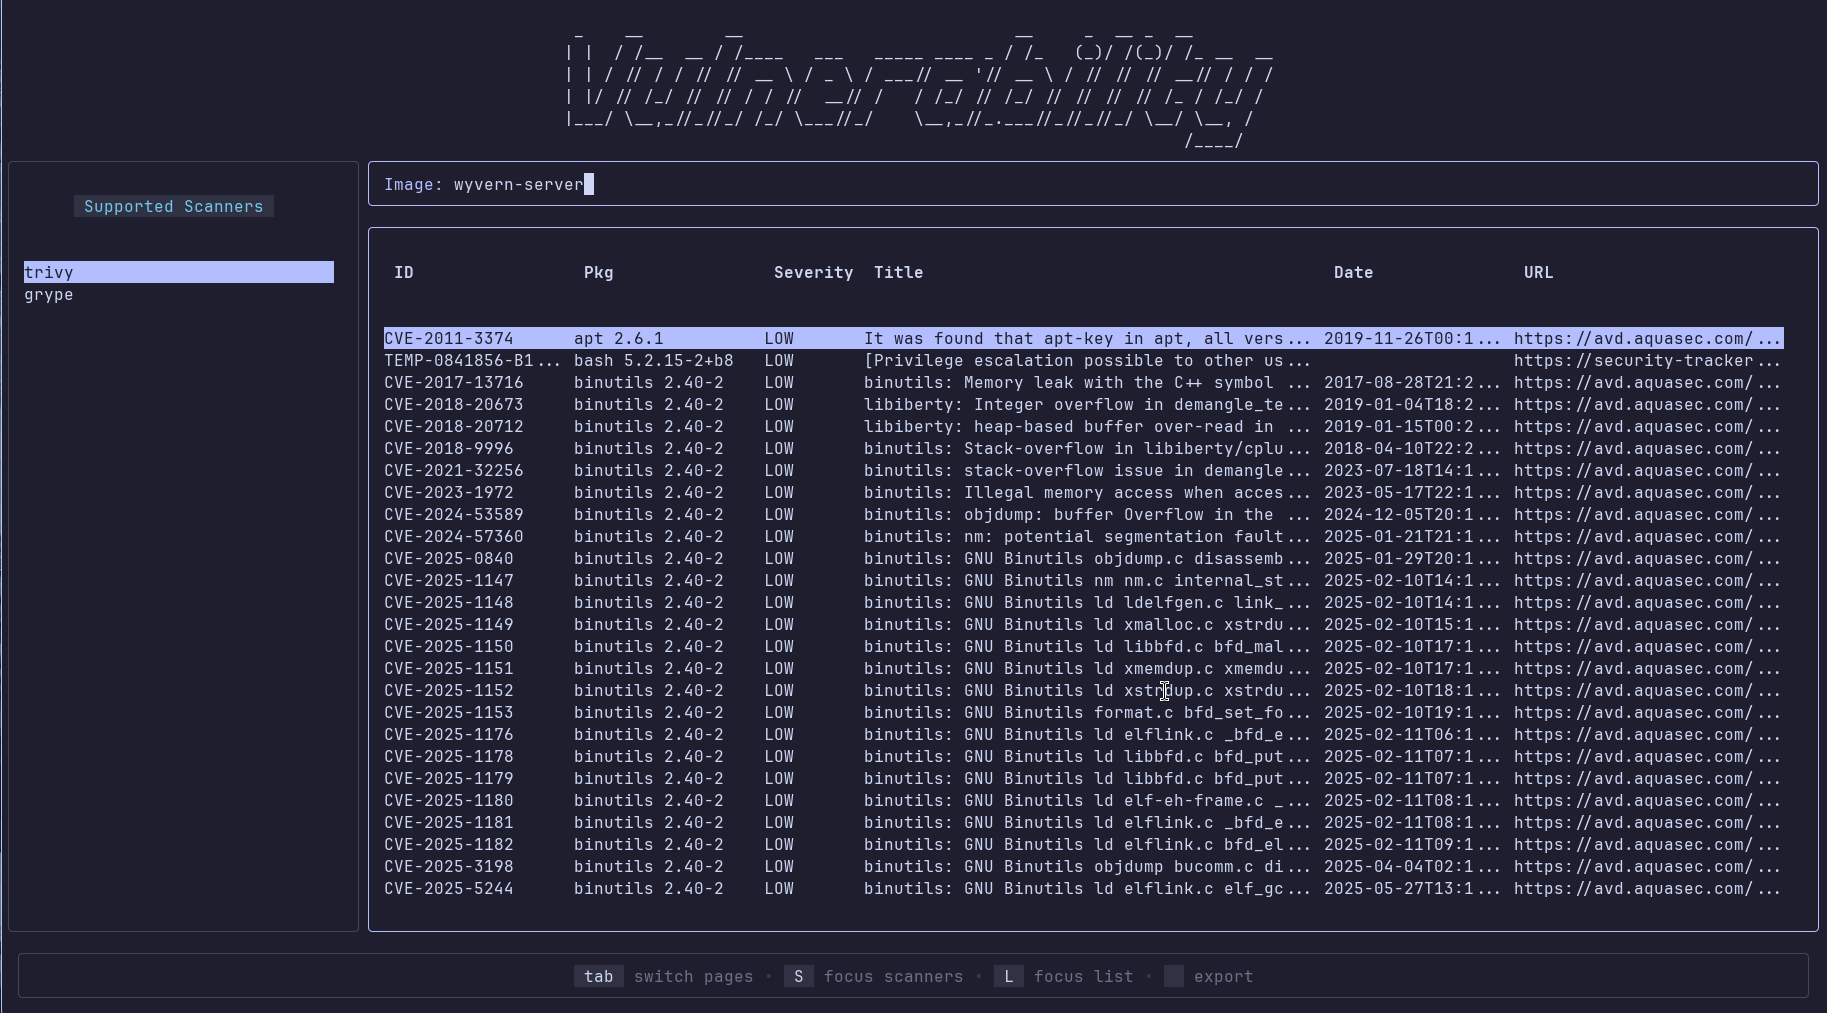 Vulnerability
Supported Scanners
trivy
grype
Image: wyvern-server
ID Pkg Severity Title Date URL
CVE-2011-3374 apt 2.6.1 LOW It was found that apt-key in apt, all vers... 2019-11-26T00:1... https://avd.aquasec.com/...
TEMP-0841856-B1... bash 5.2.15-2+b8 LOW [Privilege escalation possible to other us... https://security-tracker...
CVE-2017-13716 binutils 2.40-2 LOW binutils: Memory leak with the C++ symbol ... 2017-08-28T21:2... https://avd.aquasec.com/...
CVE-2018-20673 binutils 2.40-2 LOW libiberty: Integer overflow in demangle_te... 2019-01-04T18:2... https://avd.aquasec.com/...
CVE-2018-20712 binutils 2.40-2 LOW libiberty: heap-based buffer over-read in ... 2019-01-15T00:2... https://avd.aquasec.com/...
CVE-2018-9996 binutils 2.40-2 LOW binutils: Stack-overflow in libiberty/cplu... 2018-04-10T22:2... https://avd.aquasec.com/...
CVE-2021-32256 binutils 2.40-2 LOW binutils: stack-overflow issue in demangle... 2023-07-18T14:1... https://avd.aquasec.com/...
CVE-2023-1972 binutils 2.40-2 LOW binutils: Illegal memory access when acces... 2023-05-17T22:1... https://avd.aquasec.com/...
CVE-2024-53589 binutils 2.40-2 LOW binutils: objdump: buffer Overflow in the ... 2024-12-05T20:1... https://avd.aquasec.com/...
CVE-2024-57360 binutils 2.40-2 LOW binutils: nm: potential segmentation fault... 2025-01-21T21:1... https://avd.aquasec.com/...
CVE-2025-0840 binutils 2.40-2 LOW binutils: GNU Binutils objdump.c disassemb... 2025-01-29T20:1... https://avd.aquasec.com/...
CVE-2025-1147 binutils 2.40-2 LOW binutils: GNU Binutils nm nm.c internal_st... 2025-02-10T14:1... https://avd.aquasec.com/...
CVE-2025-1148 binutils 2.40-2 LOW binutils: GNU Binutils ld ldelfgen.c link_... 2025-02-10T14:1... https://avd.aquasec.com/...
CVE-2025-1149 binutils 2.40-2 LOW binutils: GNU Binutils ld xmalloc.c xstrdu... 2025-02-10T15:1... https://avd.aquasec.com/...
CVE-2025-1150 binutils 2.40-2 LOW binutils: GNU Binutils ld libbfd.c bfd_mal... 2025-02-10T17:1... https://avd.aquasec.com/...
CVE-2025-1151 binutils 2.40-2 LOW binutils: GNU Binutils ld xmemdup.c xmemdu... 2025-02-10T17:1... https://avd.aquasec.com/...
CVE-2025-1152 binutils 2.40-2 LOW binutils: GNU Binutils ld xstrdup.c xstrdu... 2025-02-10T18:1... https://avd.aquasec.com/...
CVE-2025-1153 binutils 2.40-2 LOW binutils: GNU Binutils format.c bfd_set_fo... 2025-02-10T19:1... https://avd.aquasec.com/...
CVE-2025-1176 binutils 2.40-2 LOW binutils: GNU Binutils ld elflink.c _bfd_e... 2025-02-11T06:1... https://avd.aquasec.com/...
CVE-2025-1178 binutils 2.40-2 LOW binutils: GNU Binutils ld libbfd.c bfd_put... 2025-02-11T07:1... https://avd.aquasec.com/...
CVE-2025-1179 binutils 2.40-2 LOW binutils: GNU Binutils ld libbfd.c bfd_put... 2025-02-11T07:1... https://avd.aquasec.com/...
CVE-2025-1180 binutils 2.40-2 LOW binutils: GNU Binutils ld elf-eh-frame.c _... 2025-02-11T08:1... https://avd.aquasec.com/...
CVE-2025-1181 binutils 2.40-2 LOW binutils: GNU Binutils ld elflink.c _bfd_e... 2025-02-11T08:1... https://avd.aquasec.com/...
CVE-2025-1182 binutils 2.40-2 LOW binutils: GNU Binutils ld elflink.c bfd_el... 2025-02-11T09:1... https://avd.aquasec.com/...
CVE-2025-3198 binutils 2.40-2 LOW binutils: GNU Binutils objdump bucomm.c di... 2025-04-04T02:1... https://avd.aquasec.com/...
CVE-2025-5244 binutils 2.40-2 LOW binutils: GNU Binutils ld elflink.c elf_gc... 2025-05-27T13:1... https://avd.aquasec.com/...
tab switch pages • S focus scanners • L focus list • export